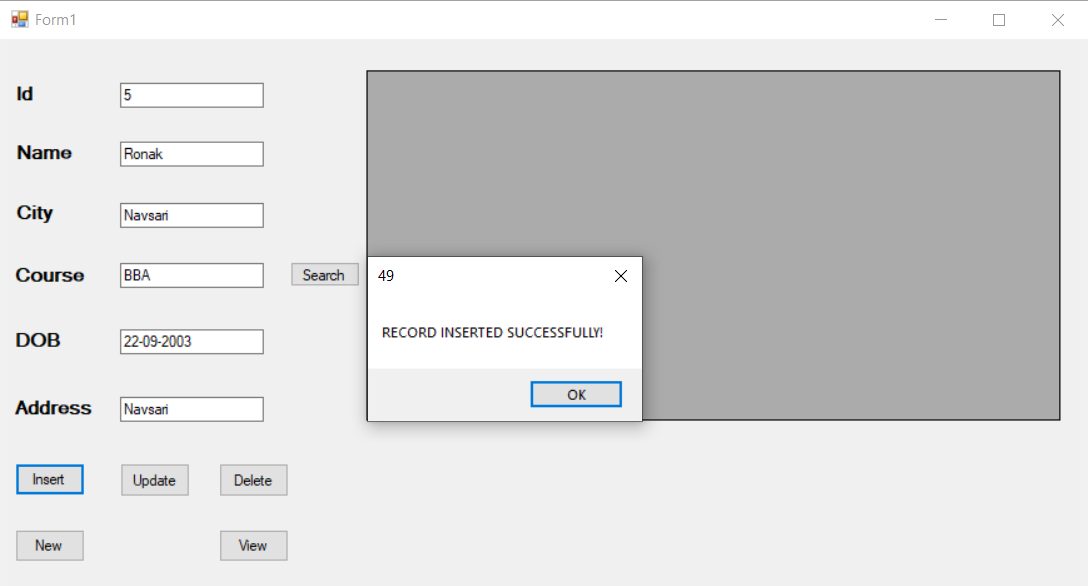 Form1
Id 5
Name Ronak
City Navsari
Course BBA Search
DOB 22-09-2003
Address Navsari
Insert Update Delete
New View
49
RECORD INSERTED SUCCESSFULLY!
OK